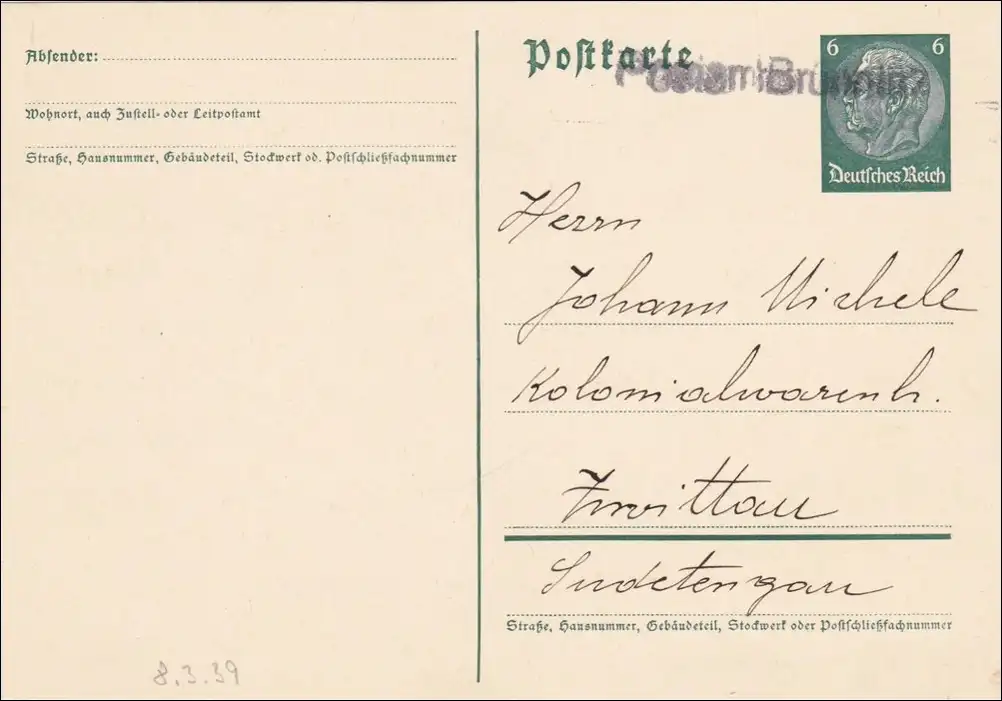 Absender:
Wohnort, auch Zustell- oder Leitpostamt
Straße, Hausnummer, Gebäudeteil, Stockwerk od. Postschließfachnummer
8.3.39
Postkarte
6 6
Deutsches Reich
Herrn
Johann Michele
Kolonialwarenh.
Zwittau
Sudetengau
Straße, Hausnummer, Gebäudeteil, Stockwerk oder Postschließfachnummer